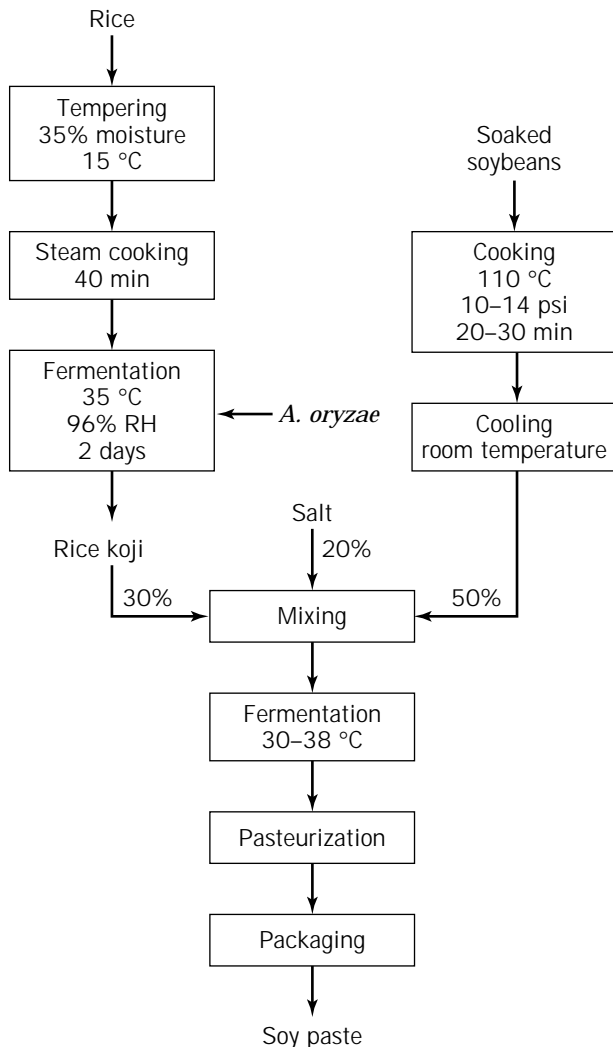 Rice
Tempering
35% moisture
15 °C
Steam cooking
40 min
Fermentation
35 °C
96% RH
2 days
A. oryzae
Rice koji
30%
Soaked
soybeans
Cooking
110 °C
10–14 psi
20–30 min
Cooling
room temperature
50%
Salt
20%
Mixing
Fermentation
30–38 °C
Pasteurization
Packaging
Soy paste